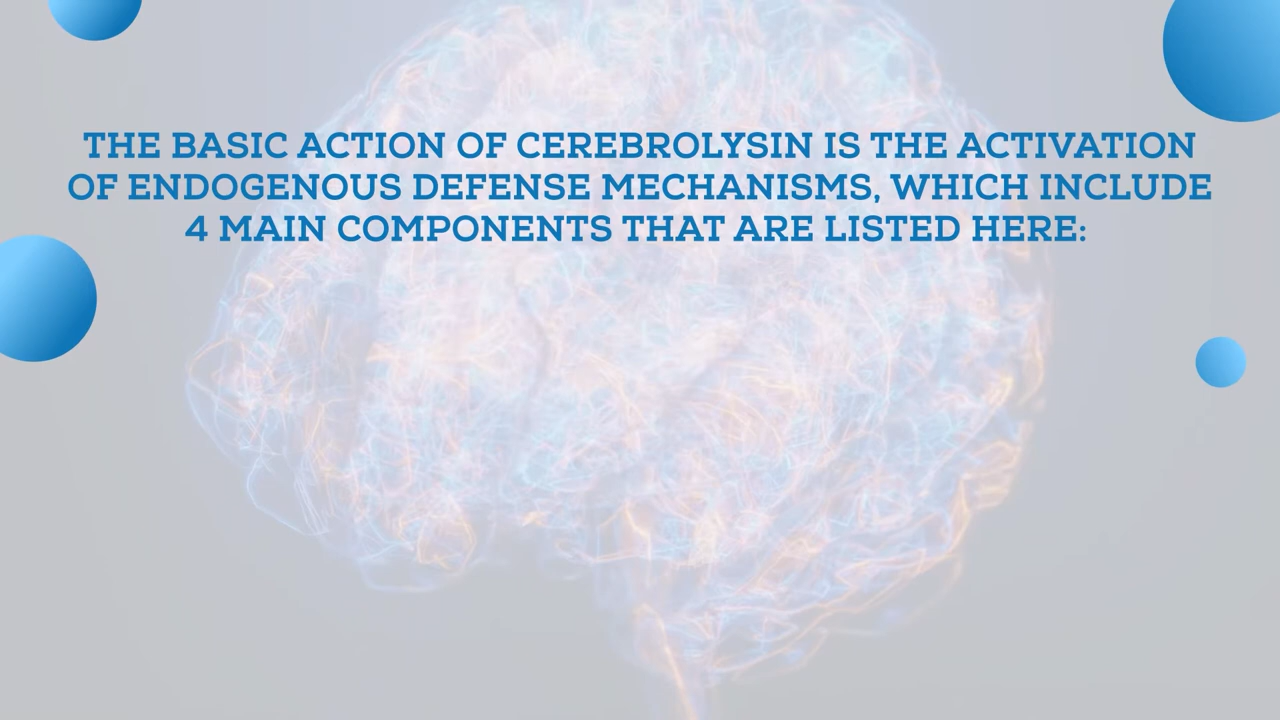 THE BASIC ACTION OF CEREBROLYSIN IS THE ACTIVATION
OF ENDOGENOUS DEFENSE MECHANISMS, WHICH INCLUDE
4 MAIN COMPONENTS THAT ARE LISTED HERE: